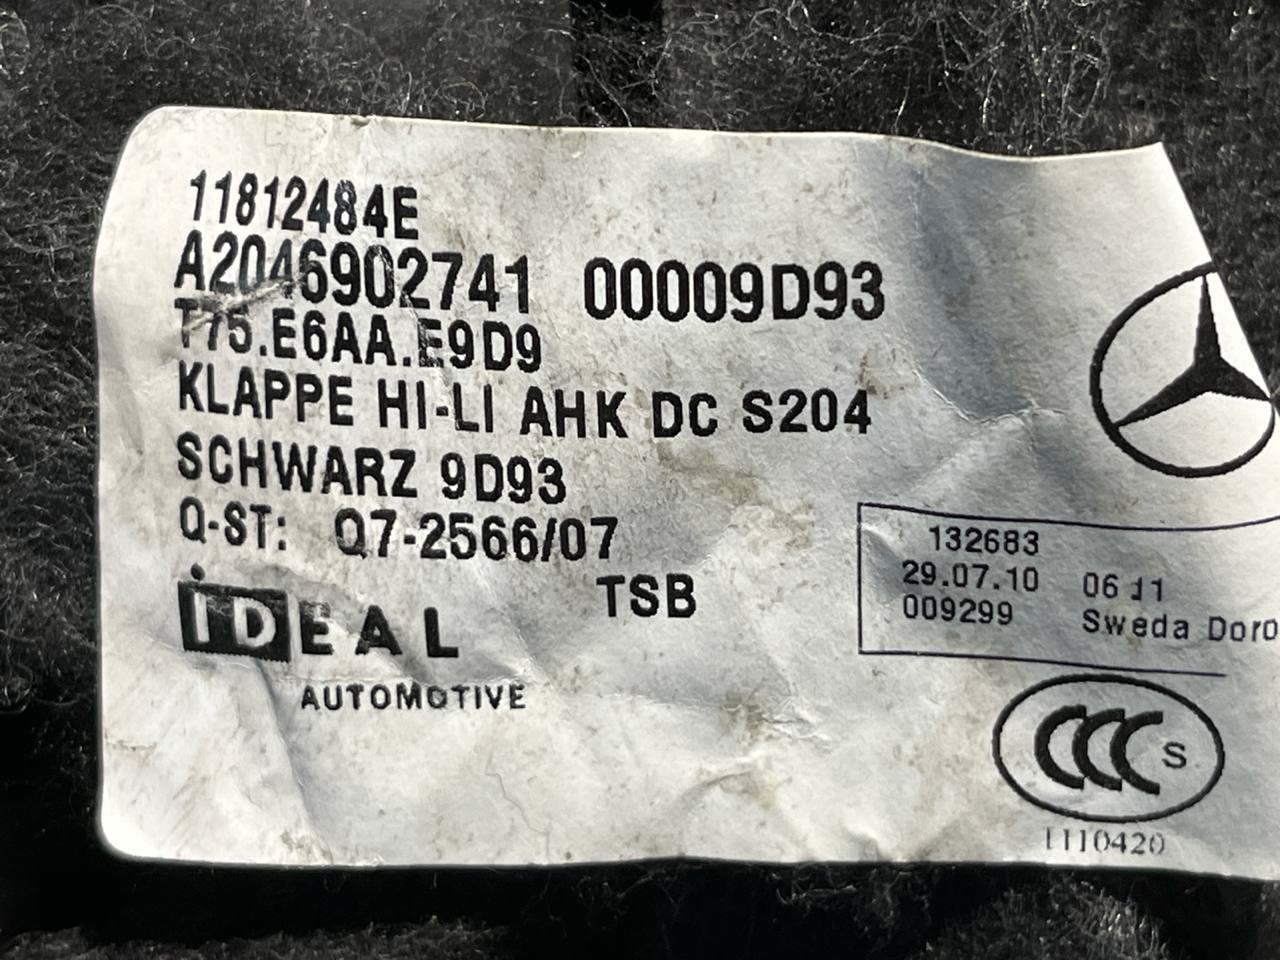 11812484E
A2046902741 00009D93
T75.E6AA.E9D9
KLAPPE HI-LI AHK DC S204
SCHWARZ 9D93
Q-ST: Q7-2566/07
TSB
iDEAL
AUTOMOTIVE
132683
29.07.10 06 11
009299 Sweda Doro
CCC S
1110420